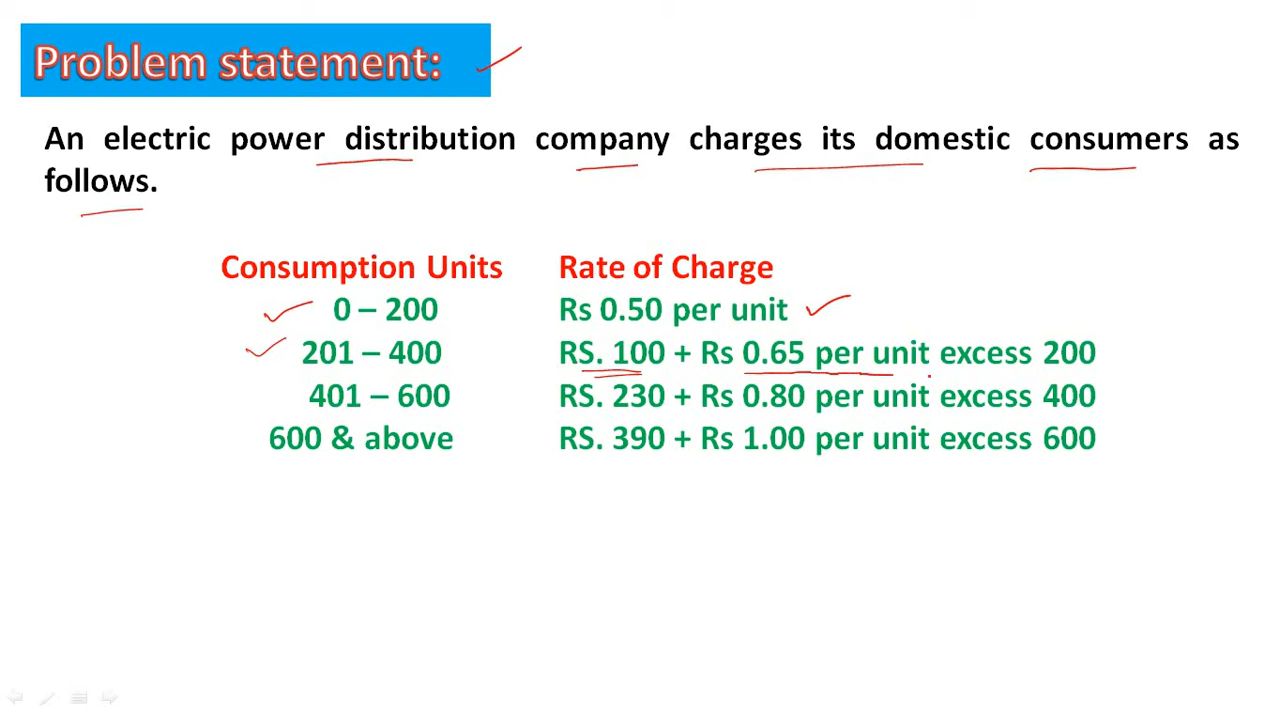 Problem statement:
An electric power distribution company charges its domestic consumers as
follows.
Consumption Units Rate of Charge
0 – 200 Rs 0.50 per unit
201 – 400 RS. 100 + Rs 0.65 per unit excess 200
401 – 600 RS. 230 + Rs 0.80 per unit excess 400
600 & above RS. 390 + Rs 1.00 per unit excess 600